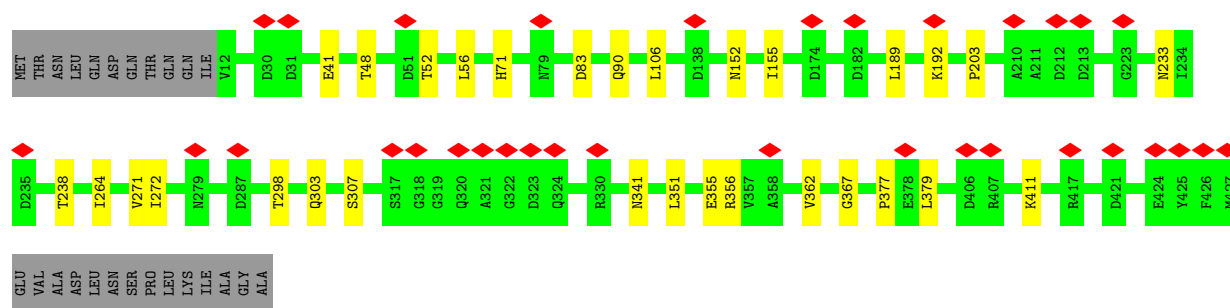 MET THR ASN LEU GLN ASP GLN THR GLN GLN ILE V12 D30 D31 E41 T48 D51 T52 L56 H71 N79 D83 Q90 L106 D138 N152 I155 D174 D182 L189 K192 P203 A210 A211 D212 D213 G223 N233 I234
D235 T238 I264 V271 I272 N279 D287 T298 Q303 S307 S317 G318 G319 Q320 A321 G322 D323 Q324 R330 N341 L351 E355 R356 V357 A358 V362 G367 P377 E378 L379 D406 R407 K411 R417 D421 E424 Y425 F426
GLU VAL ALA ASP LEU ASN SER PRO LEU LYS ILE ALA GLY ALA